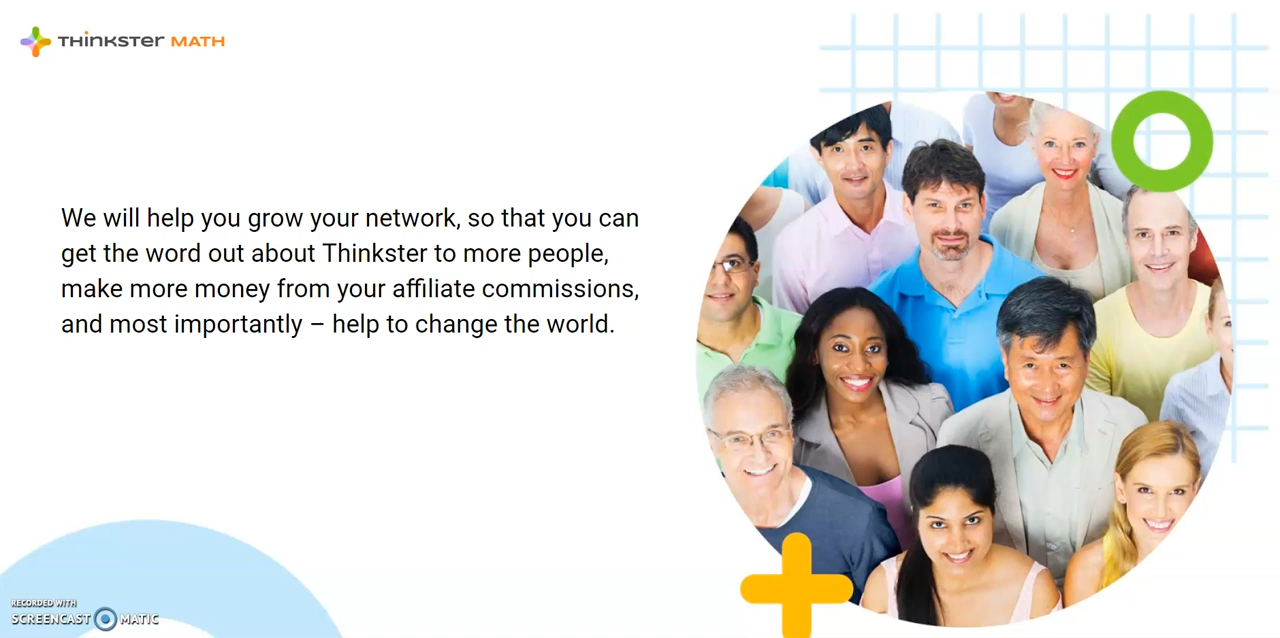 THINKSTER MATH
We will help you grow your network, so that you can
get the word out about Thinkster to more people,
make more money from your affiliate commissions,
and most importantly – help to change the world.
RECORDED WITH
SCREENCAST MATIC